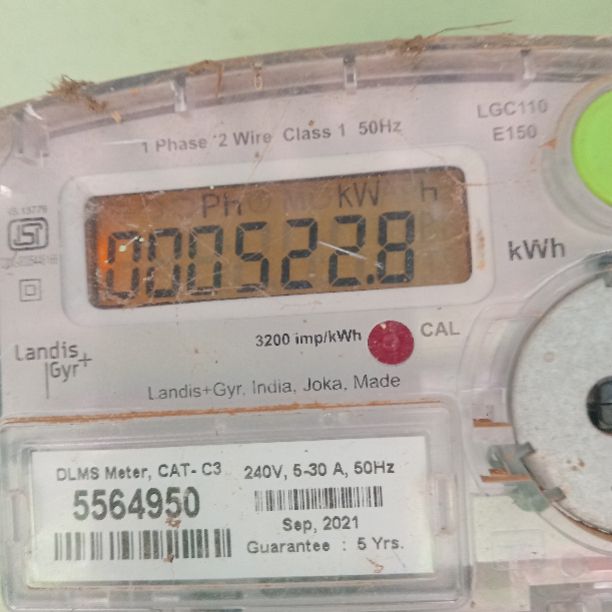 LGC110
E150
1 Phase 2 Wire Class 1 50Hz
IS 13779
Ph kW h
000522.8
kWh
3200 imp/kWh
CAL
Landis
Gyr+
Landis+Gyr, India, Joka, Made
DLMS Meter, CAT- C3
240V, 5-30 A, 50Hz
5564950
Sep, 2021
Guarantee : 5 Yrs.